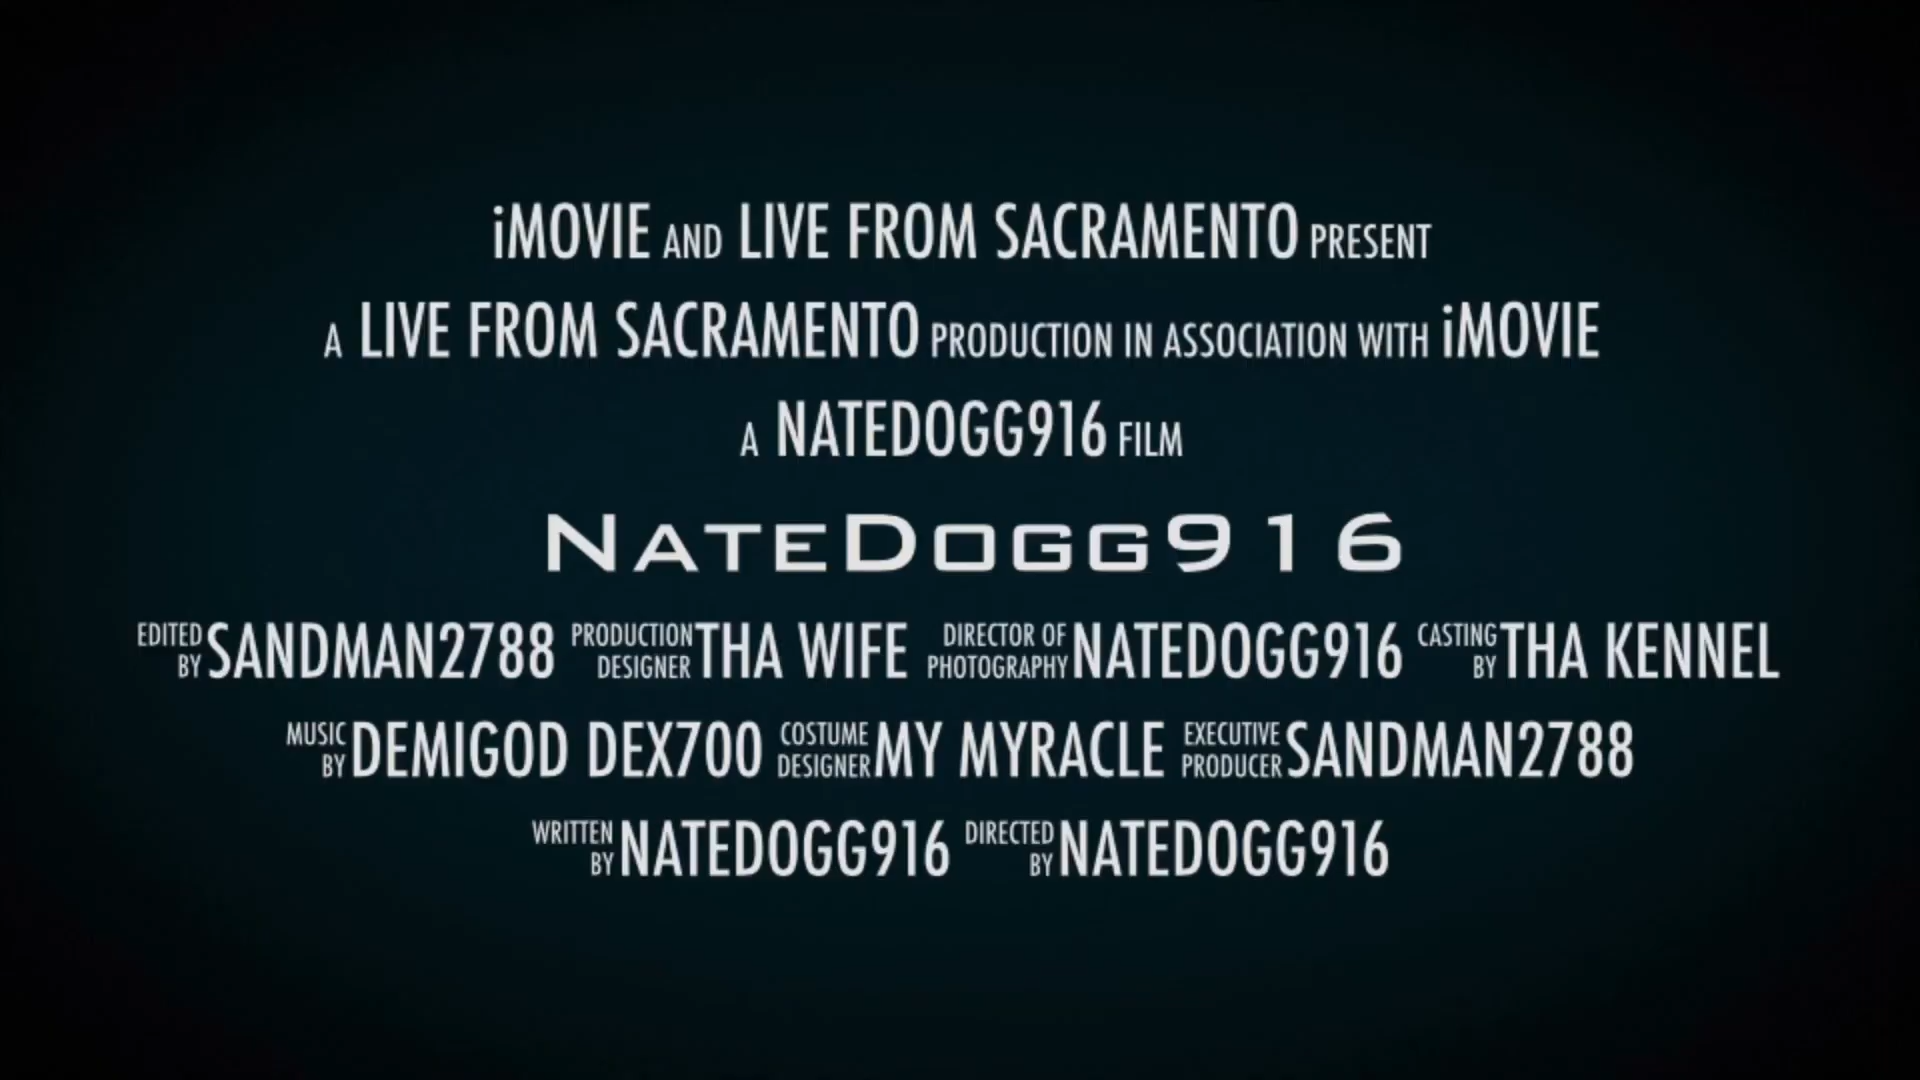 iMOVIE AND LIVE FROM SACRAMENTO PRESENT
A LIVE FROM SACRAMENTO PRODUCTION IN ASSOCIATION WITH iMOVIE
A NATEDOGG916 FILM
NATEDOGG916
EDITED BY SANDMAN2788 PRODUCTION DESIGNER THA WIFE DIRECTOR OF PHOTOGRAPHY NATEDOGG916 CASTING BY THA KENNEL
MUSIC BY DEMIGOD DEX700 COSTUME DESIGNER MY MYRACLE EXECUTIVE PRODUCER SANDMAN2788
WRITTEN BY NATEDOGG916 DIRECTED BY NATEDOGG916